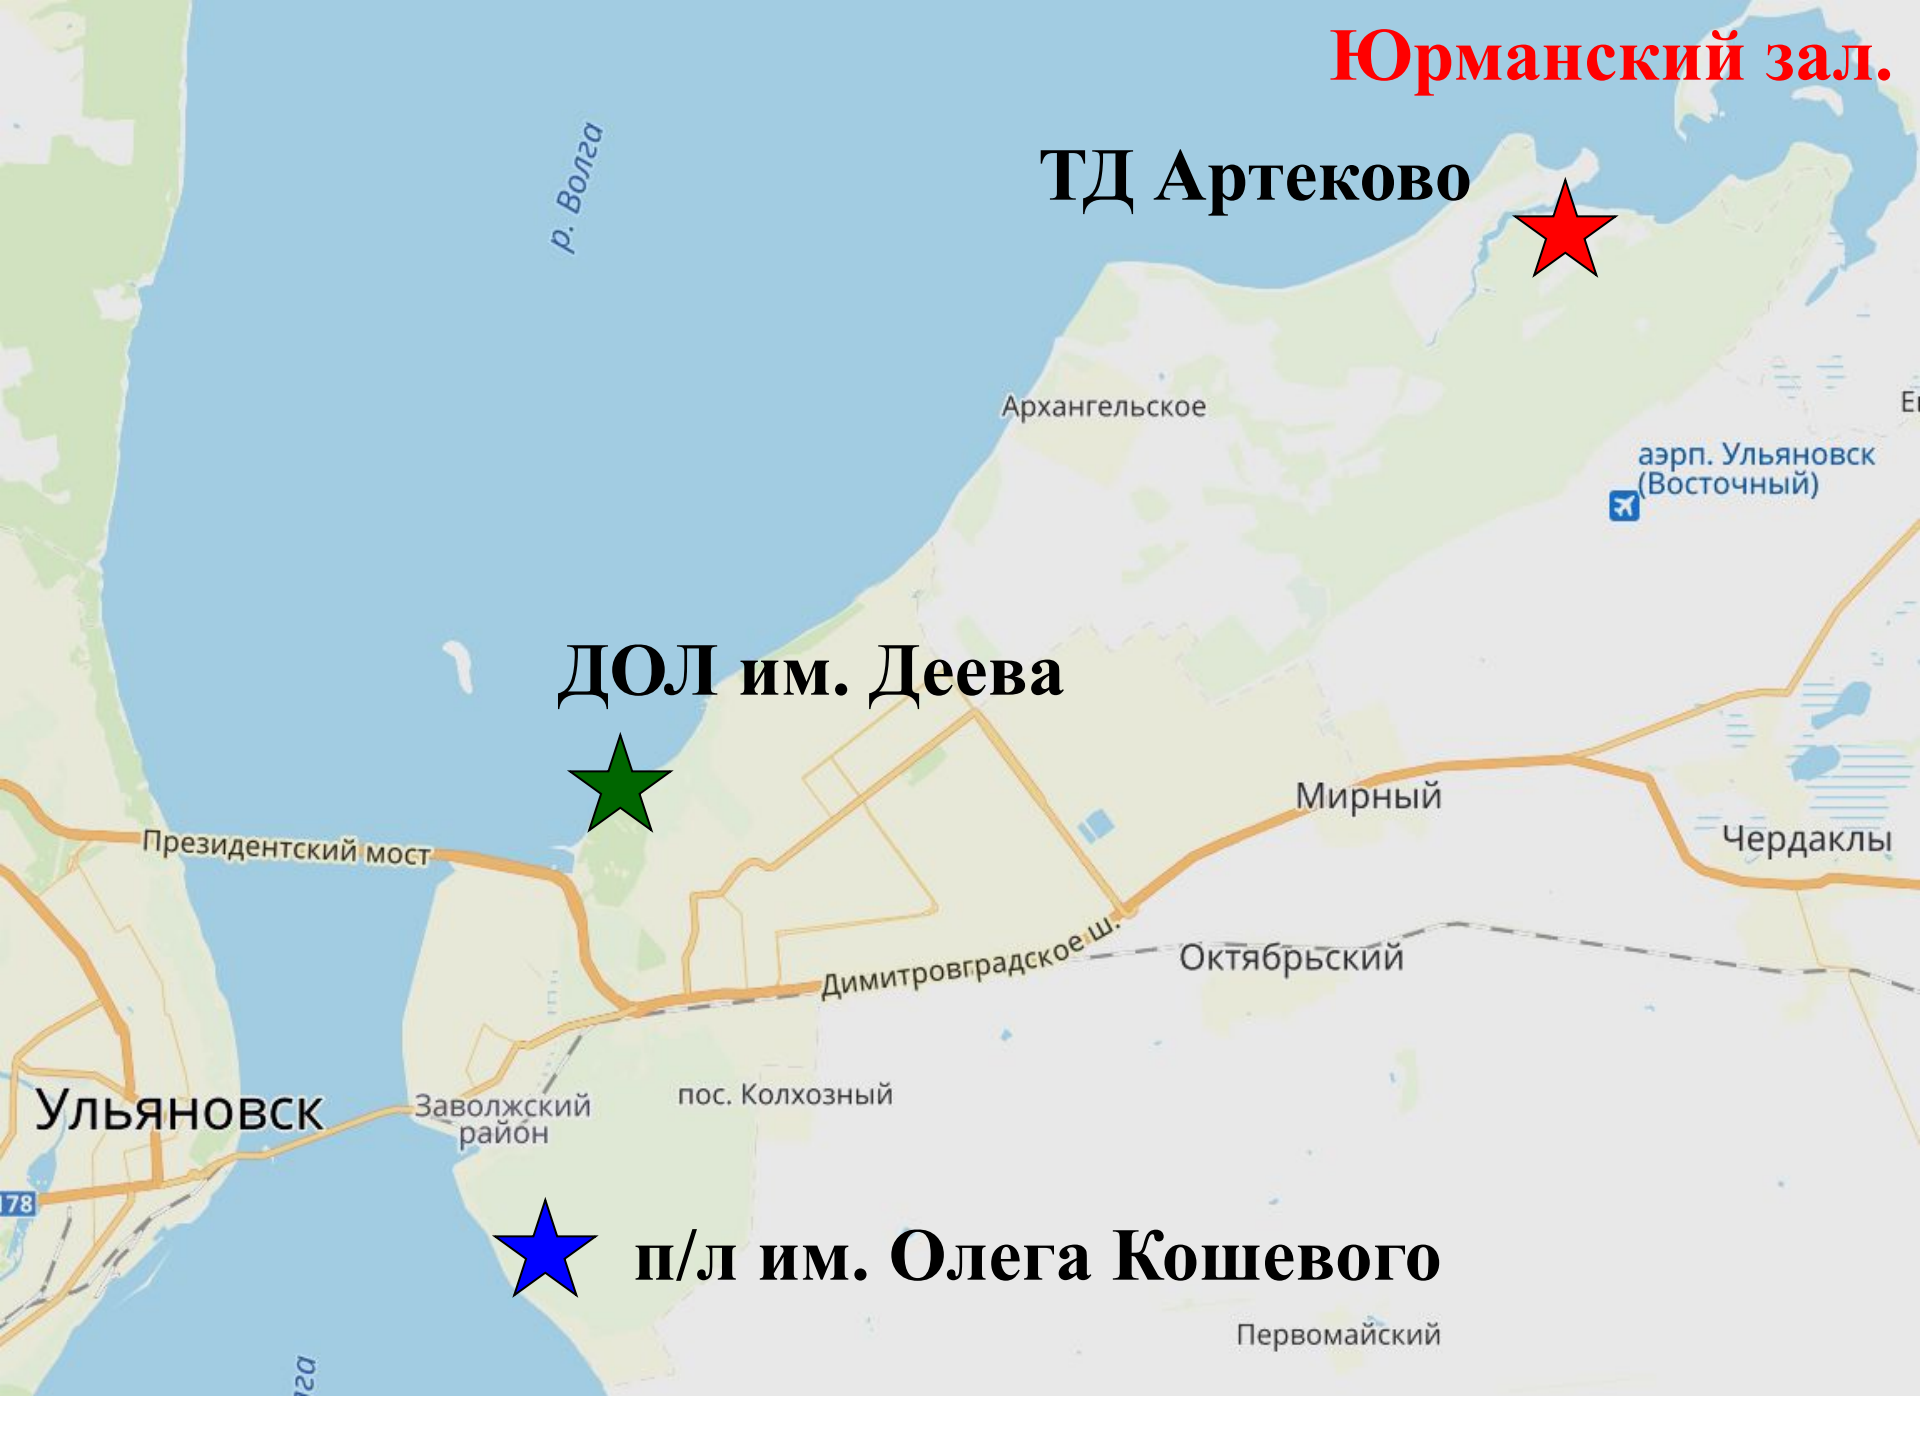 Юрманский зал.
р. Волга
ТД Артеково
Архангельское
аэрп. Ульяновск
(Восточный)
ДОЛ им. Деева
Мирный
Чердаклы
Президентский мост
Димитровградское ш.
Октябрьский
Ульяновск
Заволжский
район
пос. Колхозный
178
п/л им. Олега Кошевого
Первомайский